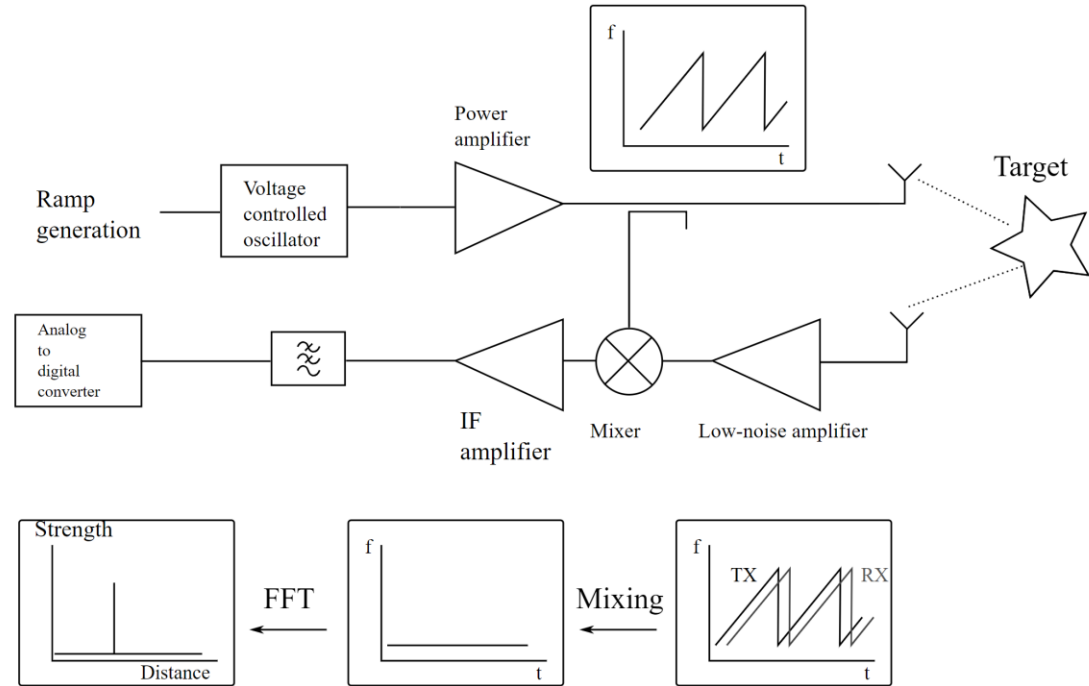 f
t
Power
amplifier
Target
Ramp
generation
Voltage
controlled
oscillator
Analog
to
digital
converter
IF
amplifier
Mixer
Low-noise amplifier
Strength
Distance
FFT
f
t
Mixing
f
TX
RX
t